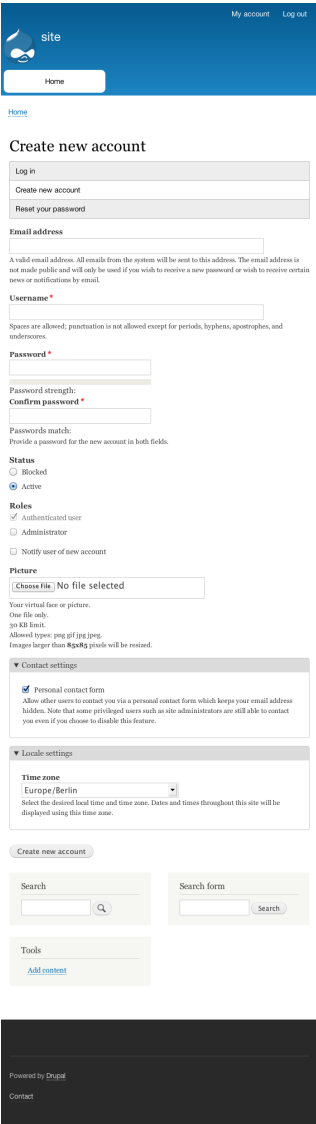 My account Log out
site
Home
Home
Create new account
Log in
Create new account
Reset your password
Email address
A valid email address. All emails from the system will be sent to this address. The email address is
not made public and will only be used if you wish to receive a new password or wish to receive certain
news or notifications by email.
Username *
Spaces are allowed; punctuation is not allowed except for periods, hyphens, apostrophes, and
underscores.
Password *
Password strength:
Confirm password *
Passwords match:
Provide a password for the new account in both fields.
Status
Blocked
Active
Roles
Authenticated user
Administrator
Notify user of new account
Picture
Choose File No file selected
Your virtual face or picture.
One file only.
30 KB limit.
Allowed types: png gif jpg jpeg.
Images larger than 85x85 pixels will be resized.
▼ Contact settings
Personal contact form
Allow other users to contact you via a personal contact form which keeps your email address
hidden. Note that some privileged users such as site administrators are still able to contact
you even if you choose to disable this feature.
▼ Locale settings
Time zone
Europe/Berlin
Select the desired local time and time zone. Dates and times throughout this site will be
displayed using this time zone.
Create new account
Search
Search form
Search
Tools
Add content
Powered by Drupal
Contact